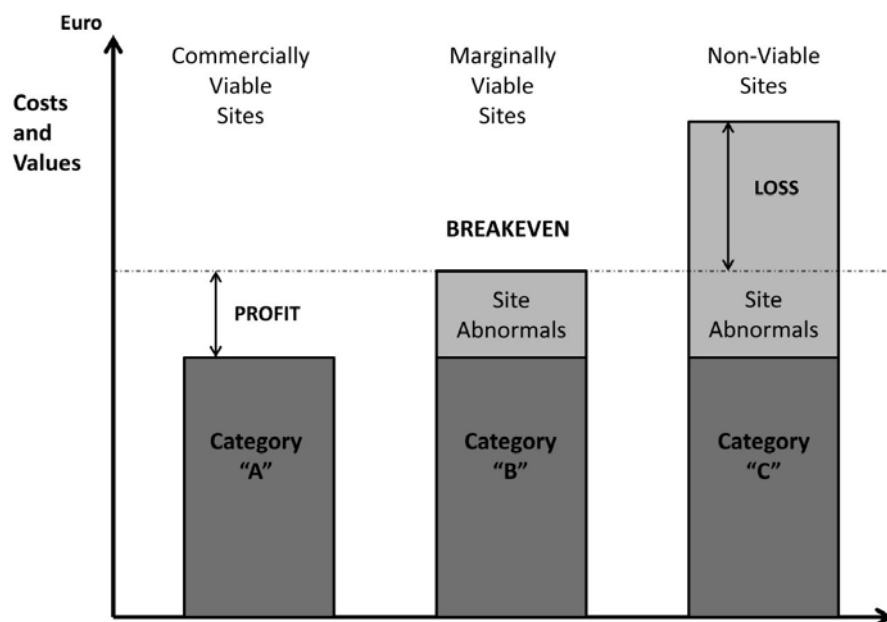 Euro
Costs
and
Values
Commercially
Viable
Sites
Marginally
Viable
Sites
Non-Viable
Sites
BREAKEVEN
LOSS
PROFIT
Site
Abnormals
Site
Abnormals
Category
“A”
Category
“B”
Category
“C”